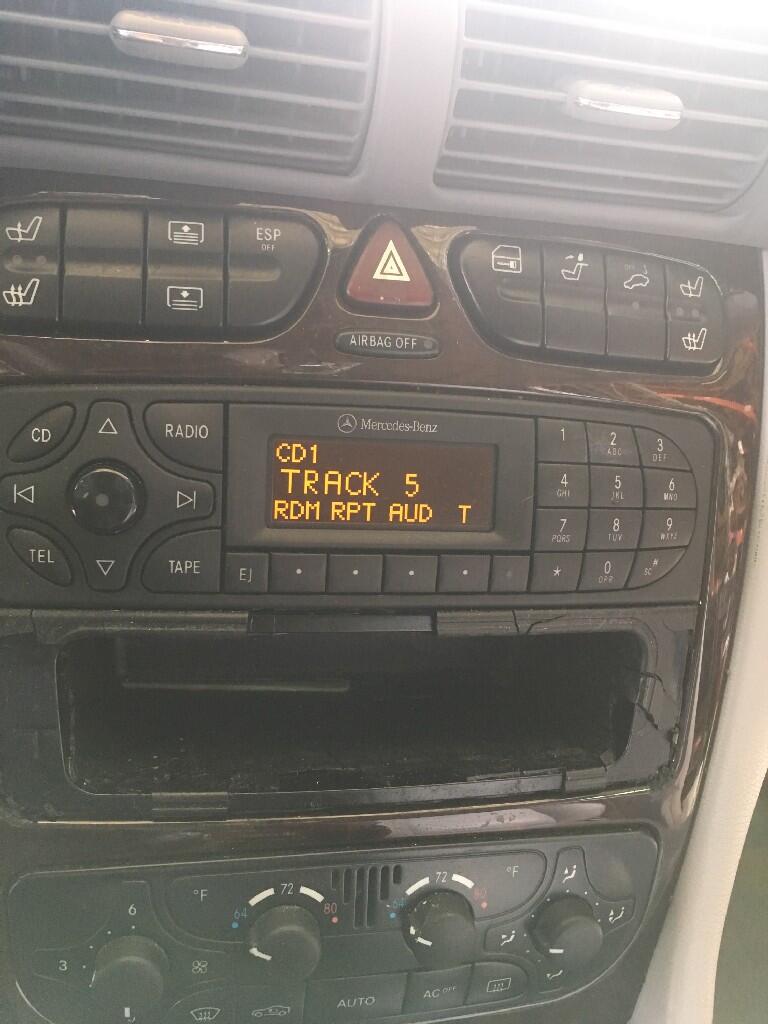 ESP
OFF
AIRBAG OFF
CD
RADIO
Mercedes-Benz
CD1
TRACK 5
RDM RPT AUD T
TEL
TAPE
EJ
1
2 ABC
3 DEF
4 GHI
5 JKL
6 MNO
7 PQRS
8 TUV
9 WXYZ
*
0 OPR
SC #
6
3
°F
72
64
80
72
64
80
°F
AUTO
AC OFF